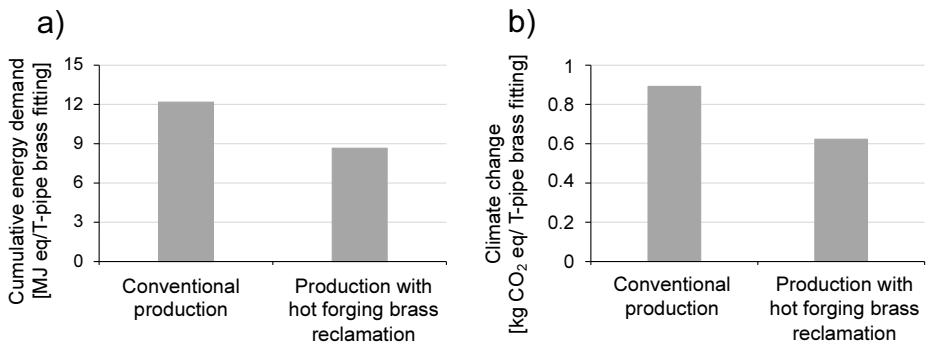 a)
Cumulative energy demand
[MJ eq/T-pipe brass fitting]
15
12
9
6
3
0
Conventional
production
Production with
hot forging brass
reclamation
b)
Climate change
[kg CO₂ eq/ T-pipe brass fitting]
1
0.8
0.6
0.4
0.2
0
Conventional
production
Production with
hot forging brass
reclamation